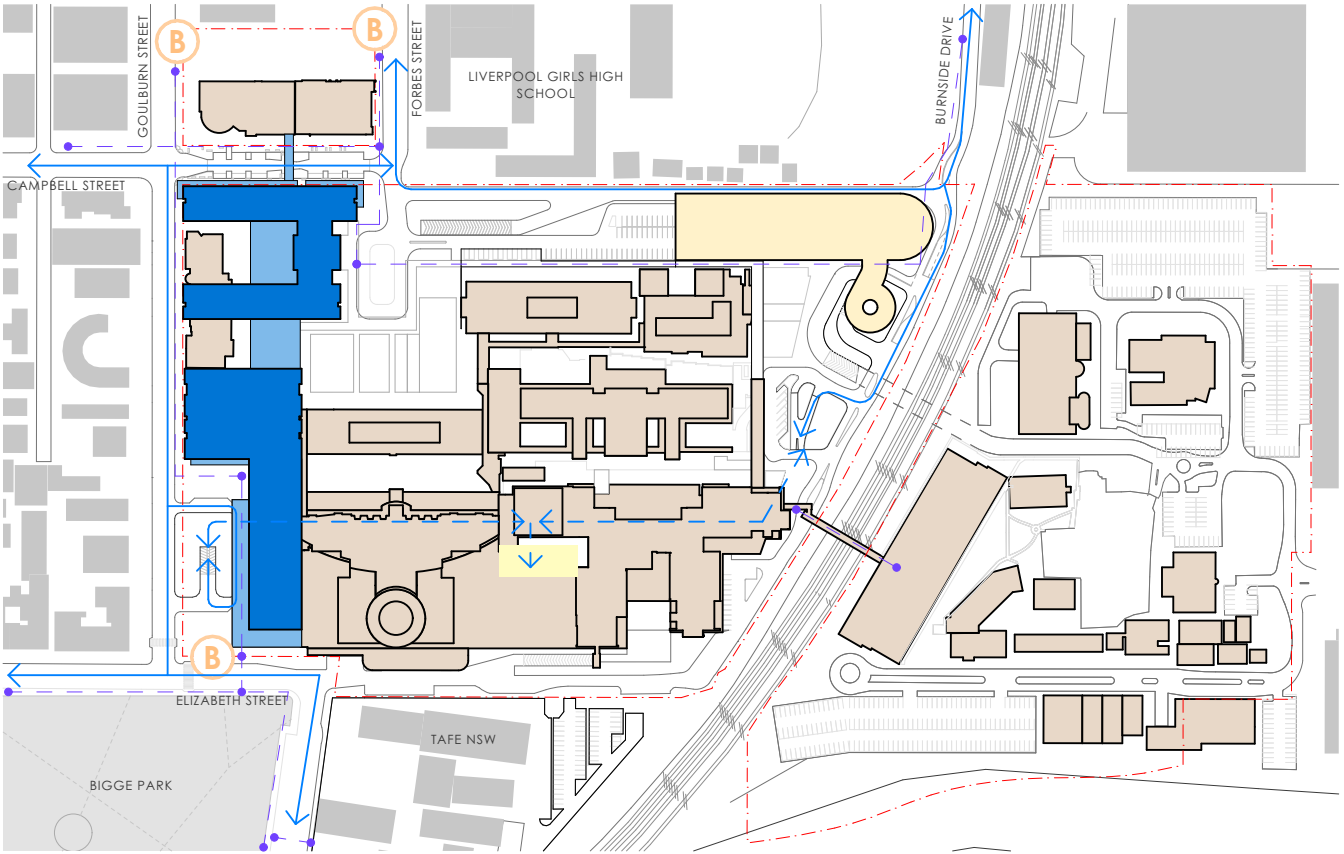 B
B
GOULBURN STREET
FORBES STREET
LIVERPOOL GIRLS HIGH
SCHOOL
BURNSIDE DRIVE
CAMPBELL STREET
B
ELIZABETH STREET
TAFE NSW
BIGGE PARK